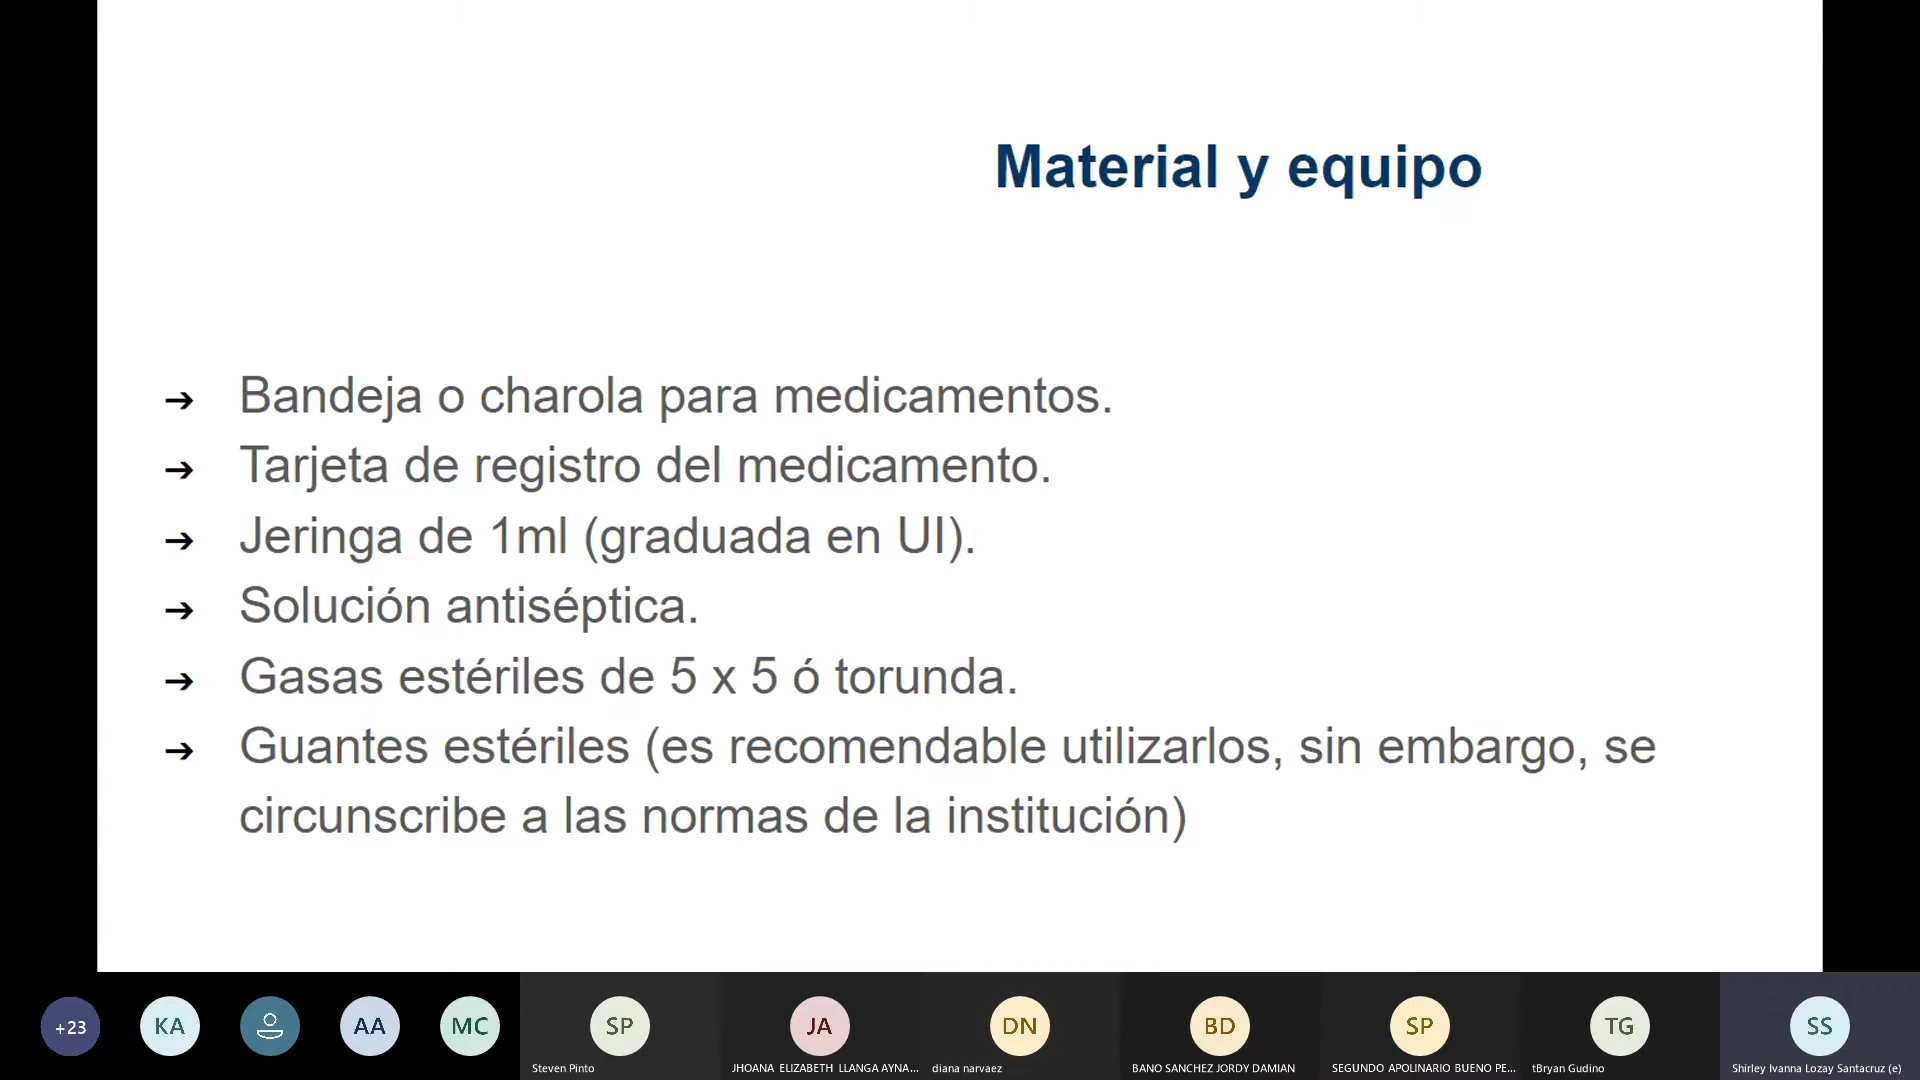 Material y equipo
➔ Bandeja o charola para medicamentos.
➔ Tarjeta de registro del medicamento.
➔ Jeringa de 1ml (graduada en UI).
➔ Solución antiséptica.
➔ Gasas estériles de 5 x 5 ó torunda.
➔ Guantes estériles (es recomendable utilizarlos, sin embargo, se
circunscribe a las normas de la institución)
+23 KA AA MC SP JA DN BD SP TG SS
Steven Pinto JHOANA ELIZABETH LLANGA AYNA... diana narvaez BANO SANCHEZ JORDY DAMIAN SEGUNDO APOLINARIO BUENO PE... tBryan Gudino Shirley Ivanna Lozay Santacruz (e)